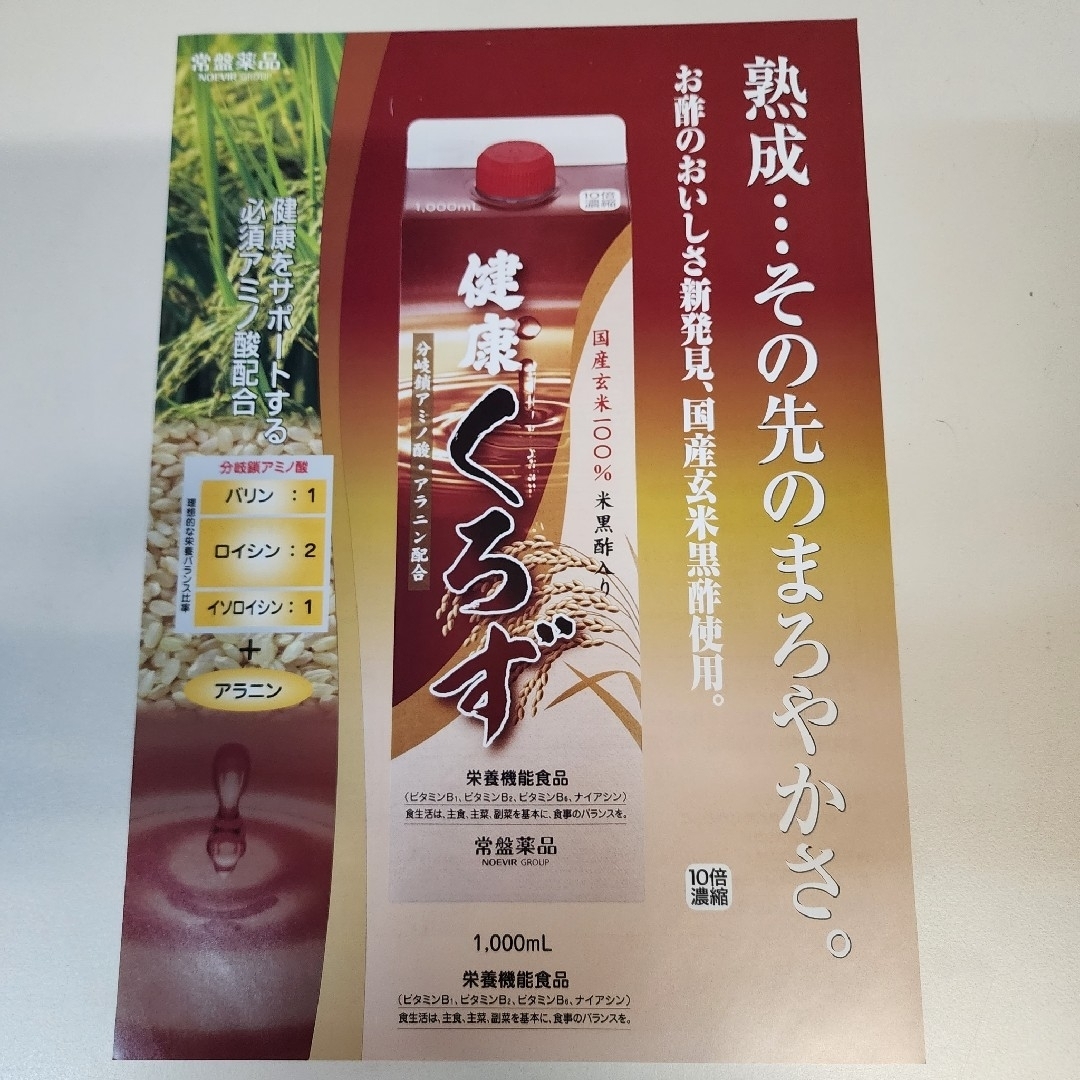 熟成…その先のまろやかさ。
お酢のおいしさ新発見、国産玄米黒酢使用。
常盤薬品
NOEVIR GROUP
健康をサポートする
必須アミノ酸配合
分岐鎖アミノ酸
バリン：1
ロイシン：2
イソロイシン：1
理想的な栄養バランス比率
+
アラニン
1,000mL
10倍
濃縮
国産玄米一〇〇%米黒酢入り
健康
くろず
分岐鎖アミノ酸・アラニン配合
栄養機能食品
(ビタミンB₁、ビタミンB₂、ビタミンB₆、ナイアシン)
食生活は、主食、主菜、副菜を基本に、食事のバランスを。
常盤薬品
NOEVIR GROUP
10倍
濃縮
1,000mL
栄養機能食品
(ビタミンB₁、ビタミンB₂、ビタミンB₆、ナイアシン)
食生活は、主食、主菜、副菜を基本に、食事のバランスを。